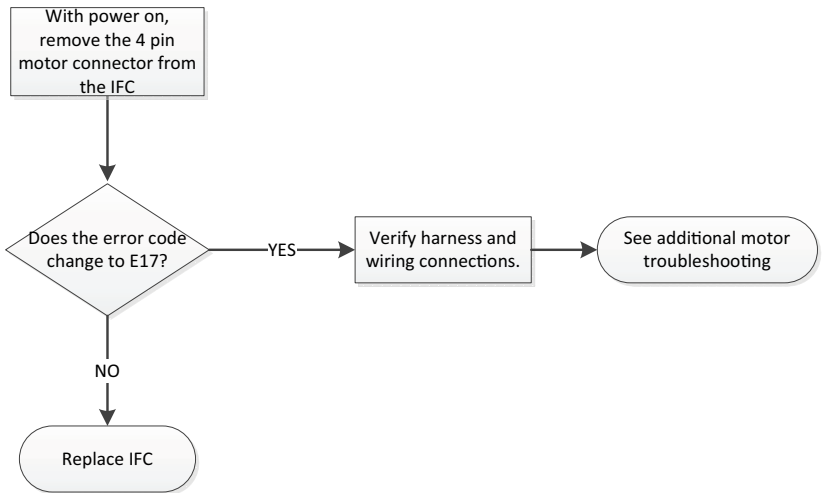 With power on,
remove the 4 pin
motor connector from
the IFC
Does the error code
change to E17?
YES
Verify harness and
wiring connections.
See additional motor
troubleshooting
NO
Replace IFC